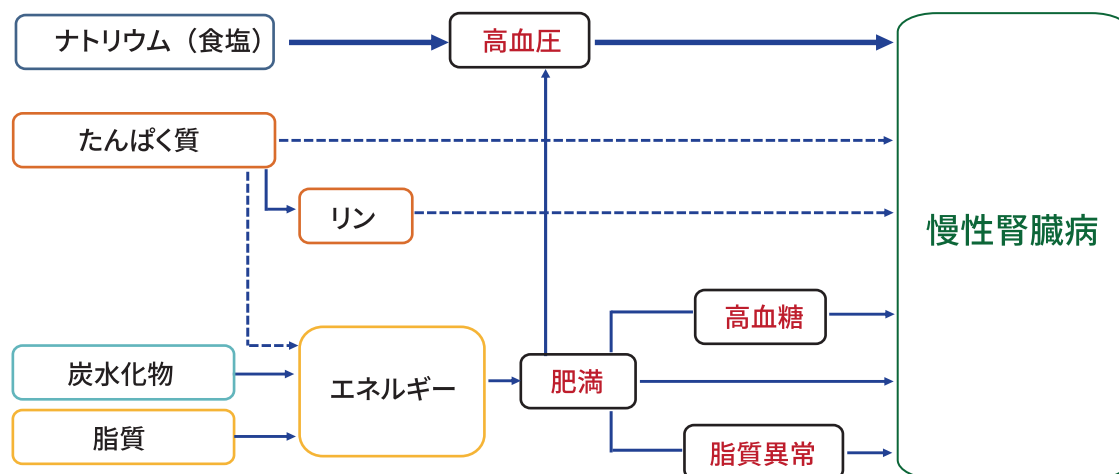 ナトリウム（食塩）
高血圧
たんぱく質
リン
慢性腎臓病
高血糖
炭水化物
エネルギー
肥満
脂質
脂質異常